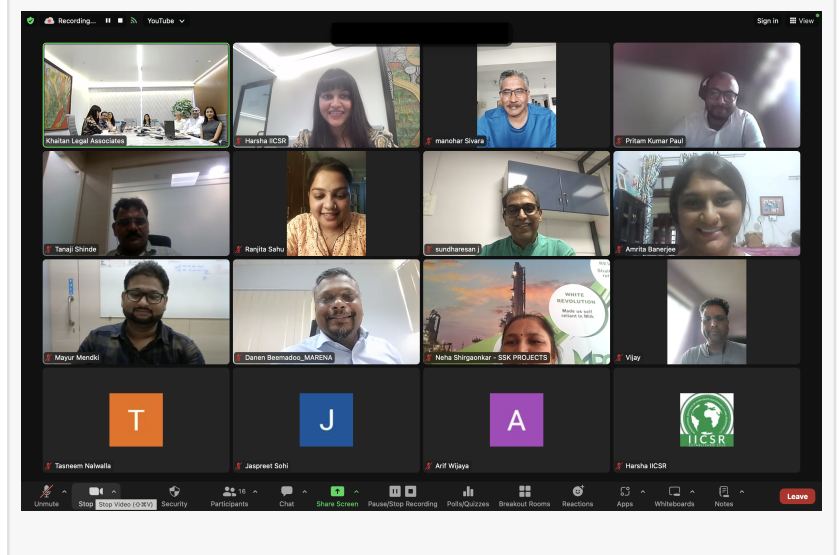 Recording...
YouTube
Sign in
View
Khaitan Legal Associates
Harsha IICSR
manohar Sivara
Pritam Kumar Paul
Tanaji Shinde
Ranjita Sahu
sundharesan j
Amrita Banerjee
WHITE
REVOLUTION
Made us self
reliant in Milk
Mayur Mendki
Danen Beemadoo_MARENA
Neha Shirgaonkar - SSK PROJECTS
Vijay
T
J
A
IICSR
Tasneem Nalwalla
Jaspreet Sohi
Arif Wijaya
Harsha IICSR
Unmute
Stop
Stop Video (⇧⌘V)
Security
16
Participants
Chat
Share Screen
Pause/Stop Recording
Polls/Quizzes
Breakout Rooms
Reactions
Apps
Whiteboards
Notes
Leave